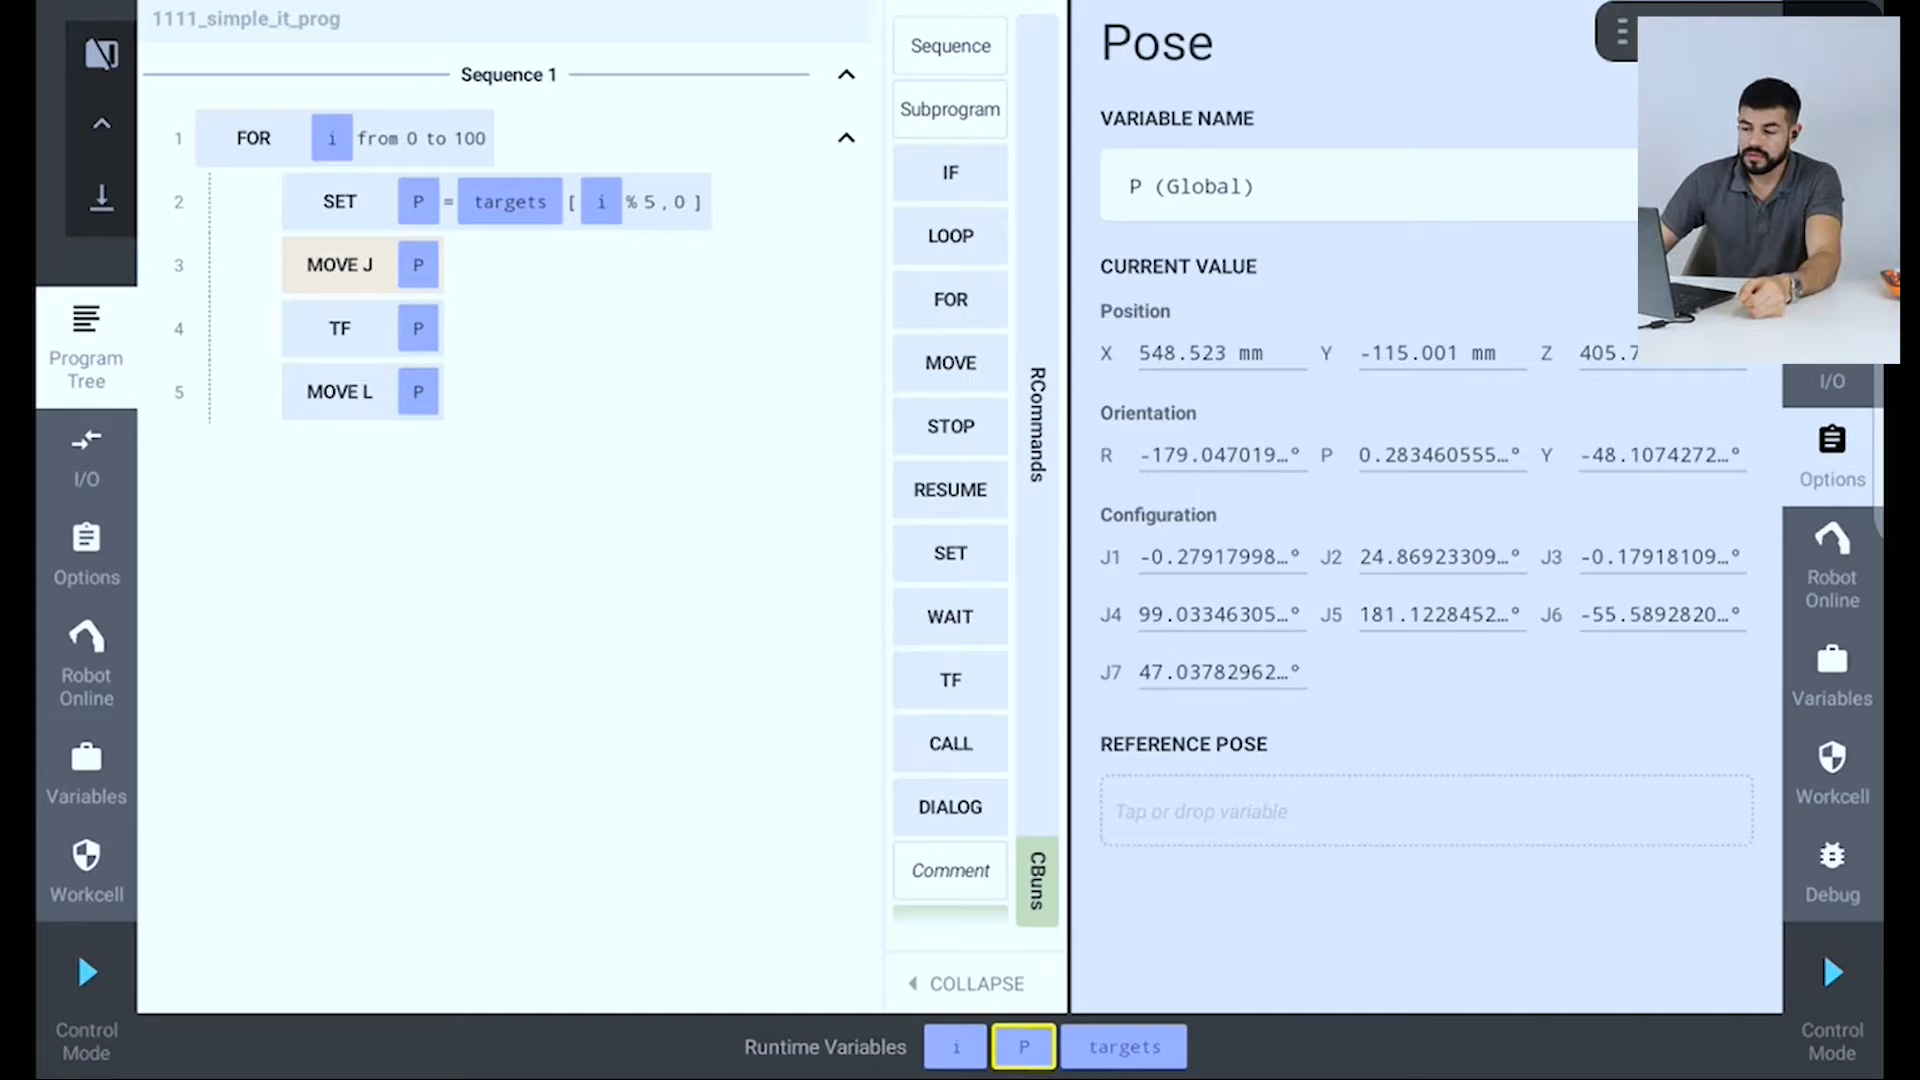 1111_simple_it_prog
Sequence 1
1 FOR i from 0 to 100
2 SET P = targets [ i % 5 , 0 ]
3 MOVE J P
4 TF P
5 MOVE L P
Program
Tree
I/O
Options
Robot
Online
Variables
Workcell
Control
Mode
Sequence
Subprogram
IF
LOOP
FOR
MOVE
STOP
RESUME
SET
WAIT
TF
CALL
DIALOG
Comment
RCommands
CBuns
COLLAPSE
Pose
VARIABLE NAME
P (Global)
CURRENT VALUE
Position
X 548.523 mm Y -115.001 mm Z 405.7
Orientation
R -179.047019…° P 0.283460555…° Y -48.1074272…°
Configuration
J1 -0.27917998…° J2 24.86923309…° J3 -0.17918109…°
J4 99.03346305…° J5 181.1228452…° J6 -55.5892820…°
J7 47.03782962…°
REFERENCE POSE
Tap or drop variable
I/O
Options
Robot
Online
Variables
Workcell
Debug
Control
Mode
Runtime Variables i P targets